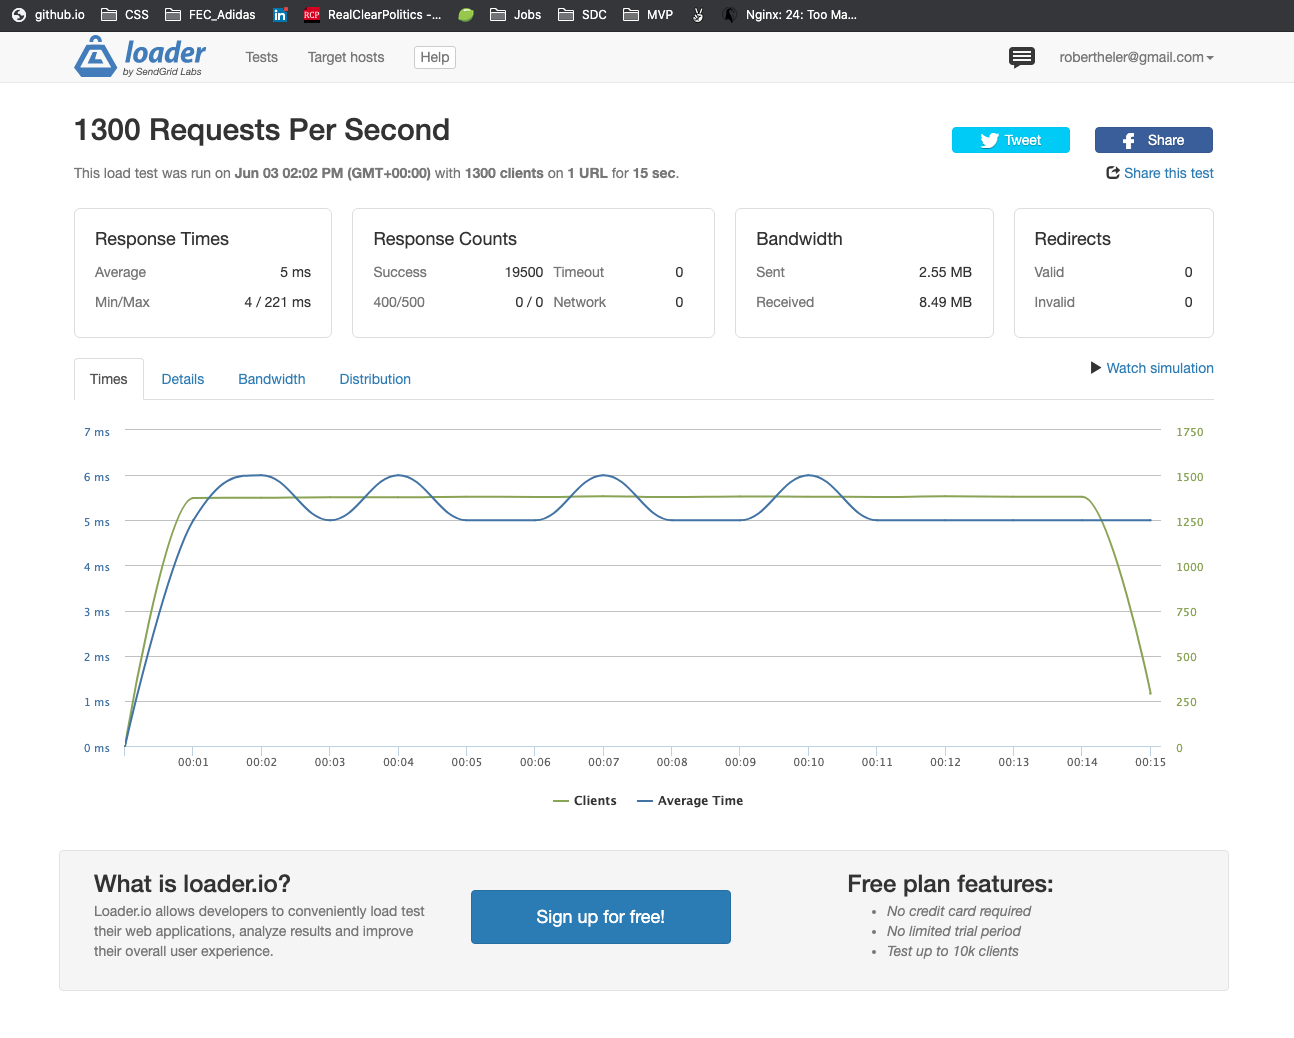 github.io CSS FEC_Adidas in RCP RealClearPolitics -... Jobs SDC MVP Nginx: 24: Too Ma...
loader
by SendGrid Labs
Tests Target hosts Help robertheler@gmail.com
1300 Requests Per Second
Tweet Share
This load test was run on Jun 03 02:02 PM (GMT+00:00) with 1300 clients on 1 URL for 15 sec.
Share this test
Response Times
Average 5 ms
Min/Max 4 / 221 ms
Response Counts
Success 19500 Timeout 0
400/500 0 / 0 Network 0
Bandwidth
Sent 2.55 MB
Received 8.49 MB
Redirects
Valid 0
Invalid 0
Times Details Bandwidth Distribution
Watch simulation
7 ms 1750
6 ms 1500
5 ms 1250
4 ms 1000
3 ms 750
2 ms 500
1 ms 250
0 ms 0
00:01 00:02 00:03 00:04 00:05 00:06 00:07 00:08 00:09 00:10 00:11 00:12 00:13 00:14 00:15
Clients Average Time
What is loader.io?
Loader.io allows developers to conveniently load test
their web applications, analyze results and improve
their overall user experience.
Sign up for free!
Free plan features:
• No credit card required
• No limited trial period
• Test up to 10k clients